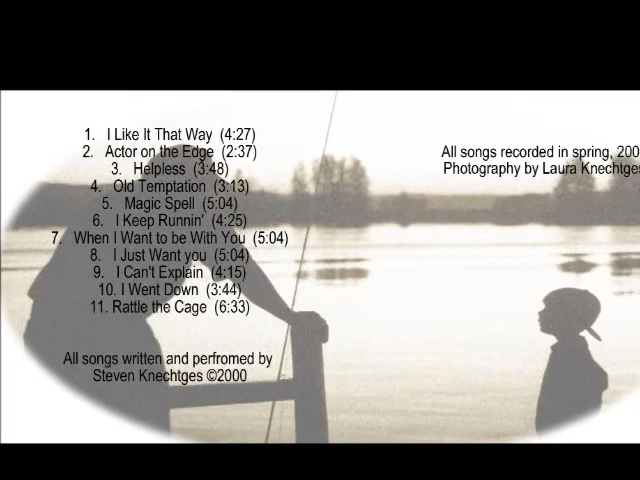 1. I Like It That Way (4:27)
2. Actor on the Edge (2:37)
3. Helpless (3:48)
4. Old Temptation (3:13)
5. Magic Spell (5:04)
6. I Keep Runnin' (4:25)
7. When I Want to be With You (5:04)
8. I Just Want you (5:04)
9. I Can't Explain (4:15)
10. I Went Down (3:44)
11. Rattle the Cage (6:33)
All songs written and perfromed by
Steven Knechtges ©2000
All songs recorded in spring, 200
Photography by Laura Knechtges